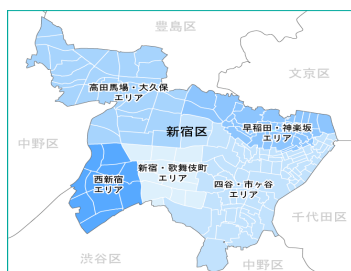 豊島区
文京区
高田馬場・大久保
エリア
新宿区
早稲田・神楽坂
エリア
中野区
新宿・歌舞伎町
エリア
西新宿
エリア
四谷・市ヶ谷
エリア
千代田区
渋谷区
中野区